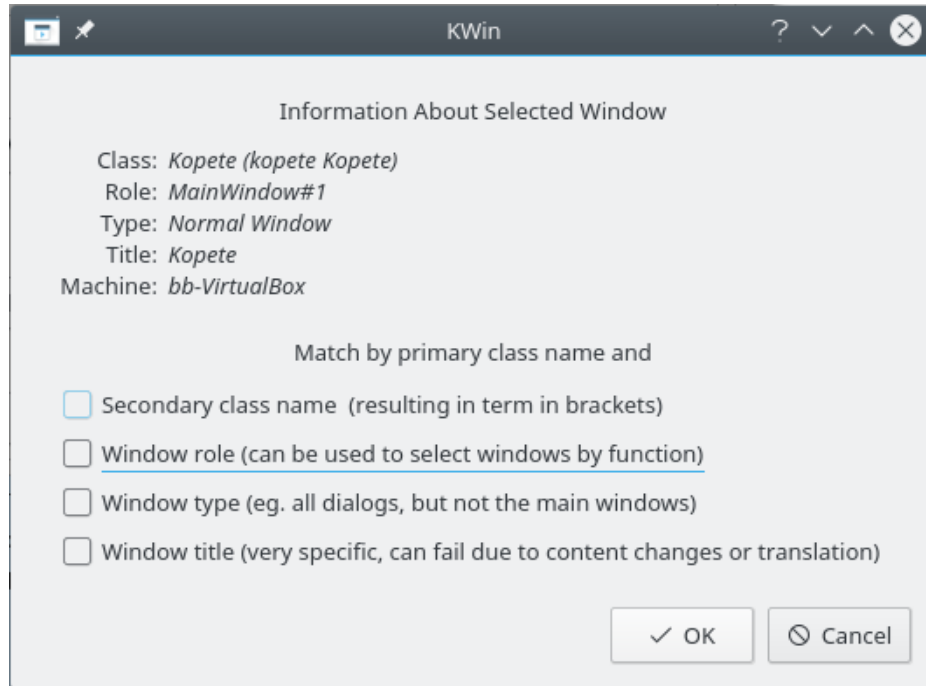 KWin
Information About Selected Window
Class: Kopete (kopete Kopete)
Role: MainWindow#1
Type: Normal Window
Title: Kopete
Machine: bb-VirtualBox
Match by primary class name and
Secondary class name  (resulting in term in brackets)
Window role (can be used to select windows by function)
Window type (eg. all dialogs, but not the main windows)
Window title (very specific, can fail due to content changes or translation)
OK Cancel